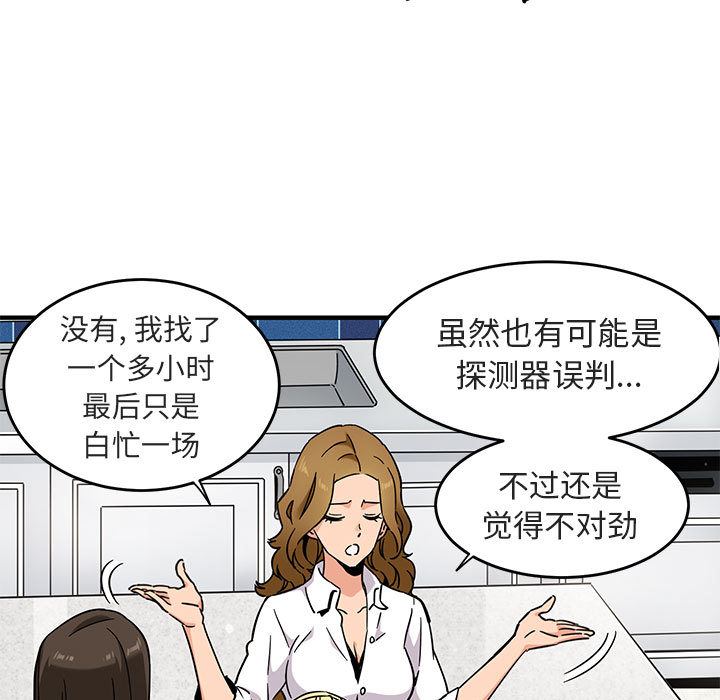 没有, 我找了
一个多小时
最后只是
白忙一场
虽然也有可能是
探测器误判...
不过还是
觉得不对劲